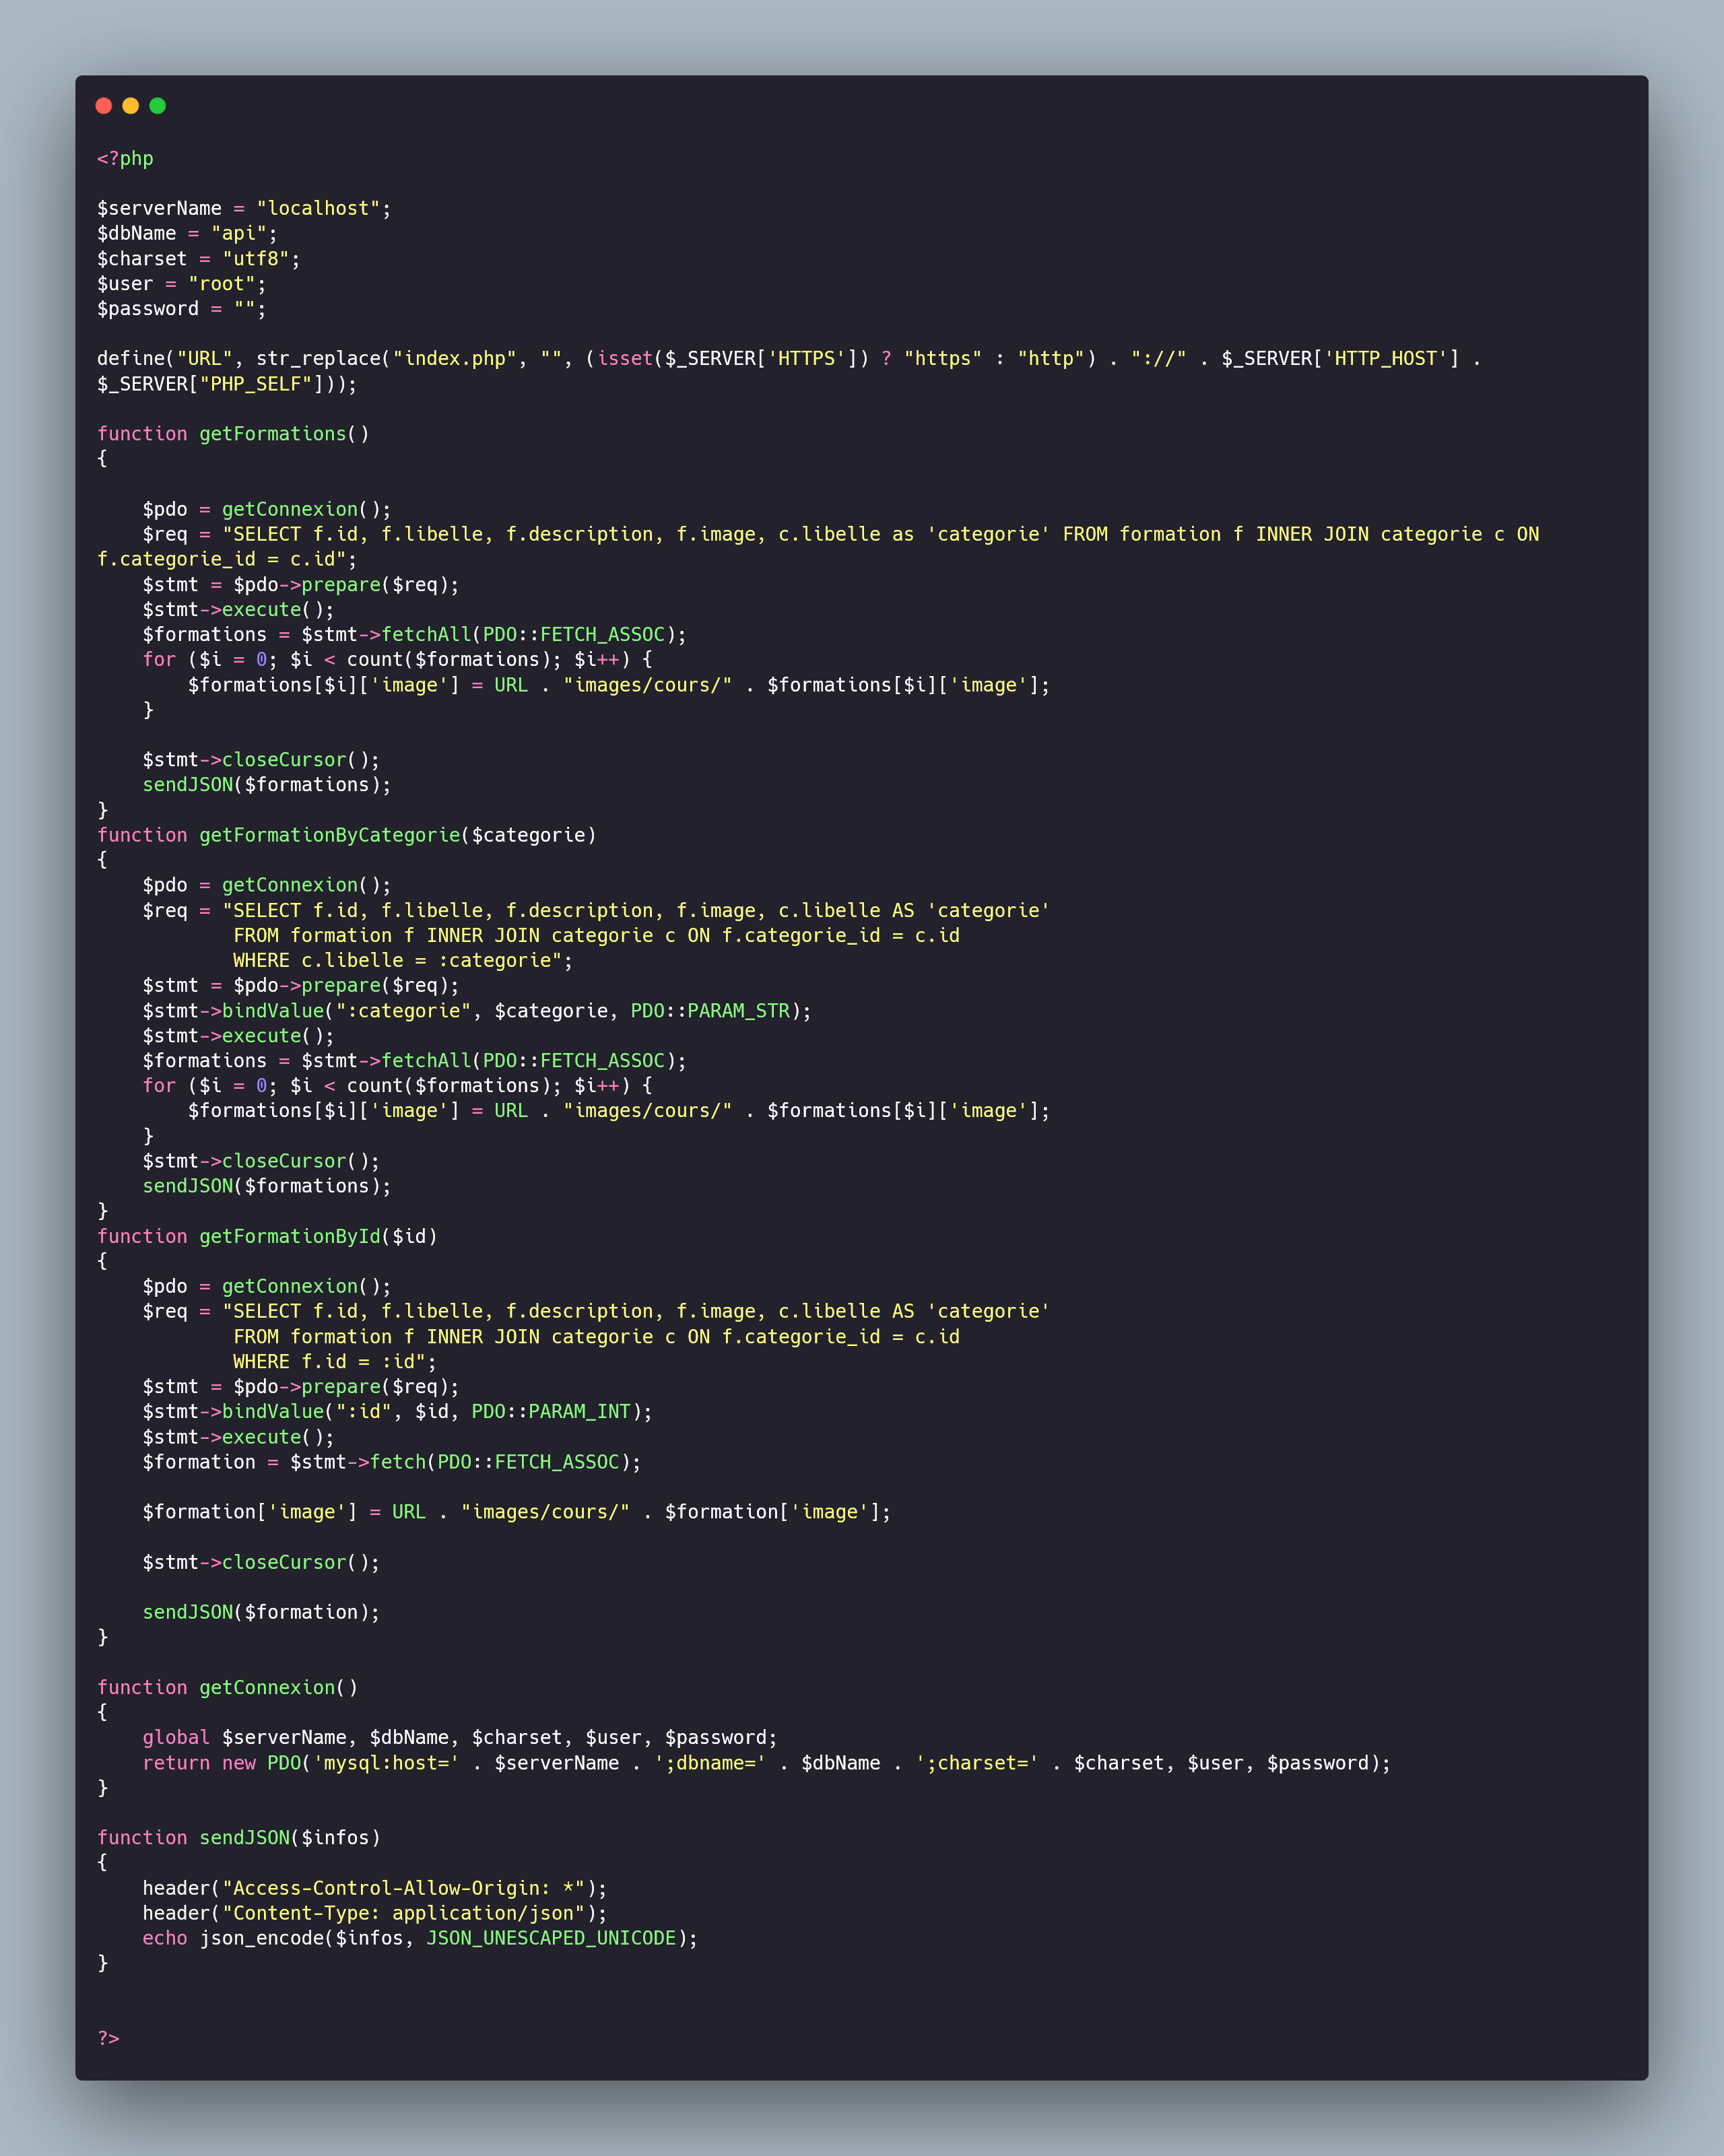 <?php

$serverName = "localhost";
$dbName = "api";
$charset = "utf8";
$user = "root";
$password = "";

define("URL", str_replace("index.php", "", (isset($_SERVER['HTTPS']) ? "https" : "http") . "://" . $_SERVER['HTTP_HOST'] .
$_SERVER["PHP_SELF"]));

function getFormations()
{

    $pdo = getConnexion();
    $req = "SELECT f.id, f.libelle, f.description, f.image, c.libelle as 'categorie' FROM formation f INNER JOIN categorie c ON
f.categorie_id = c.id";
    $stmt = $pdo->prepare($req);
    $stmt->execute();
    $formations = $stmt->fetchAll(PDO::FETCH_ASSOC);
    for ($i = 0; $i < count($formations); $i++) {
        $formations[$i]['image'] = URL . "images/cours/" . $formations[$i]['image'];
    }

    $stmt->closeCursor();
    sendJSON($formations);
}
function getFormationByCategorie($categorie)
{
    $pdo = getConnexion();
    $req = "SELECT f.id, f.libelle, f.description, f.image, c.libelle AS 'categorie'
            FROM formation f INNER JOIN categorie c ON f.categorie_id = c.id
            WHERE c.libelle = :categorie";
    $stmt = $pdo->prepare($req);
    $stmt->bindValue(":categorie", $categorie, PDO::PARAM_STR);
    $stmt->execute();
    $formations = $stmt->fetchAll(PDO::FETCH_ASSOC);
    for ($i = 0; $i < count($formations); $i++) {
        $formations[$i]['image'] = URL . "images/cours/" . $formations[$i]['image'];
    }
    $stmt->closeCursor();
    sendJSON($formations);
}
function getFormationById($id)
{
    $pdo = getConnexion();
    $req = "SELECT f.id, f.libelle, f.description, f.image, c.libelle AS 'categorie'
            FROM formation f INNER JOIN categorie c ON f.categorie_id = c.id
            WHERE f.id = :id";
    $stmt = $pdo->prepare($req);
    $stmt->bindValue(":id", $id, PDO::PARAM_INT);
    $stmt->execute();
    $formation = $stmt->fetch(PDO::FETCH_ASSOC);

    $formation['image'] = URL . "images/cours/" . $formation['image'];

    $stmt->closeCursor();

    sendJSON($formation);
}

function getConnexion()
{
    global $serverName, $dbName, $charset, $user, $password;
    return new PDO('mysql:host=' . $serverName . ';dbname=' . $dbName . ';charset=' . $charset, $user, $password);
}

function sendJSON($infos)
{
    header("Access-Control-Allow-Origin: *");
    header("Content-Type: application/json");
    echo json_encode($infos, JSON_UNESCAPED_UNICODE);
}


?>